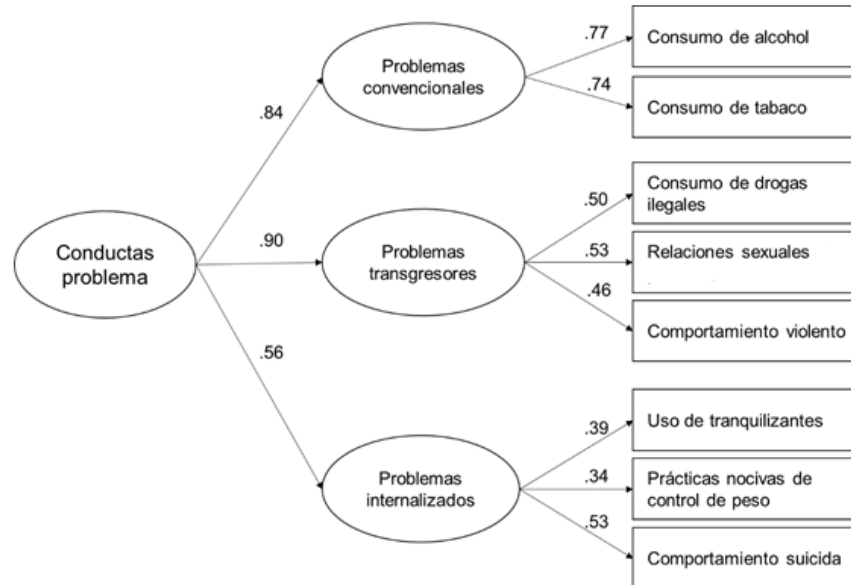 .77
Consumo de alcohol
Problemas
convencionales
.74
Consumo de tabaco
.84
Consumo de drogas
ilegales
.50
Conductas
problema
.90
Problemas
transgresores
.53
Relaciones sexuales
.46
Comportamiento violento
.56
.39
Uso de tranquilizantes
Problemas
internalizados
.34
Prácticas nocivas de
control de peso
.53
Comportamiento suicida